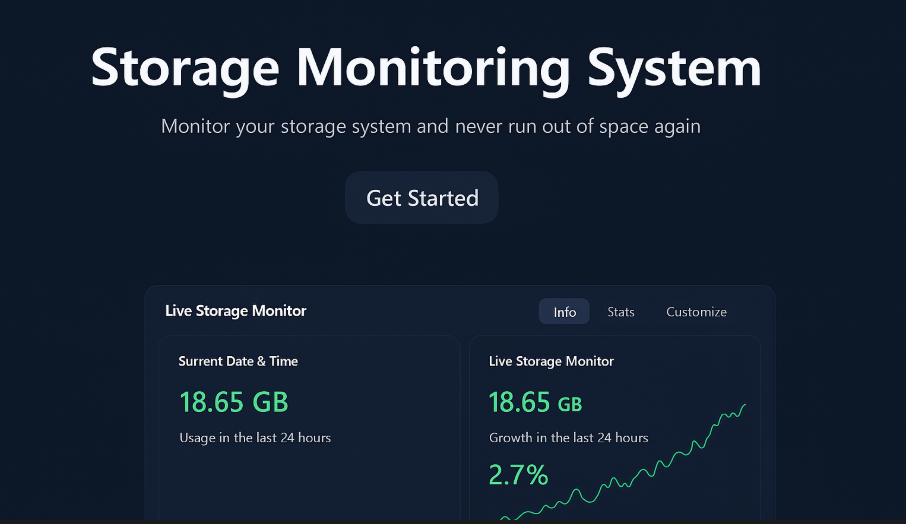 Storage Monitoring System
Monitor your storage system and never run out of space again
Get Started
Live Storage Monitor
Info Stats Customize
Surrent Date & Time
18.65 GB
Usage in the last 24 hours
Live Storage Monitor
18.65 GB
Growth in the last 24 hours
2.7%